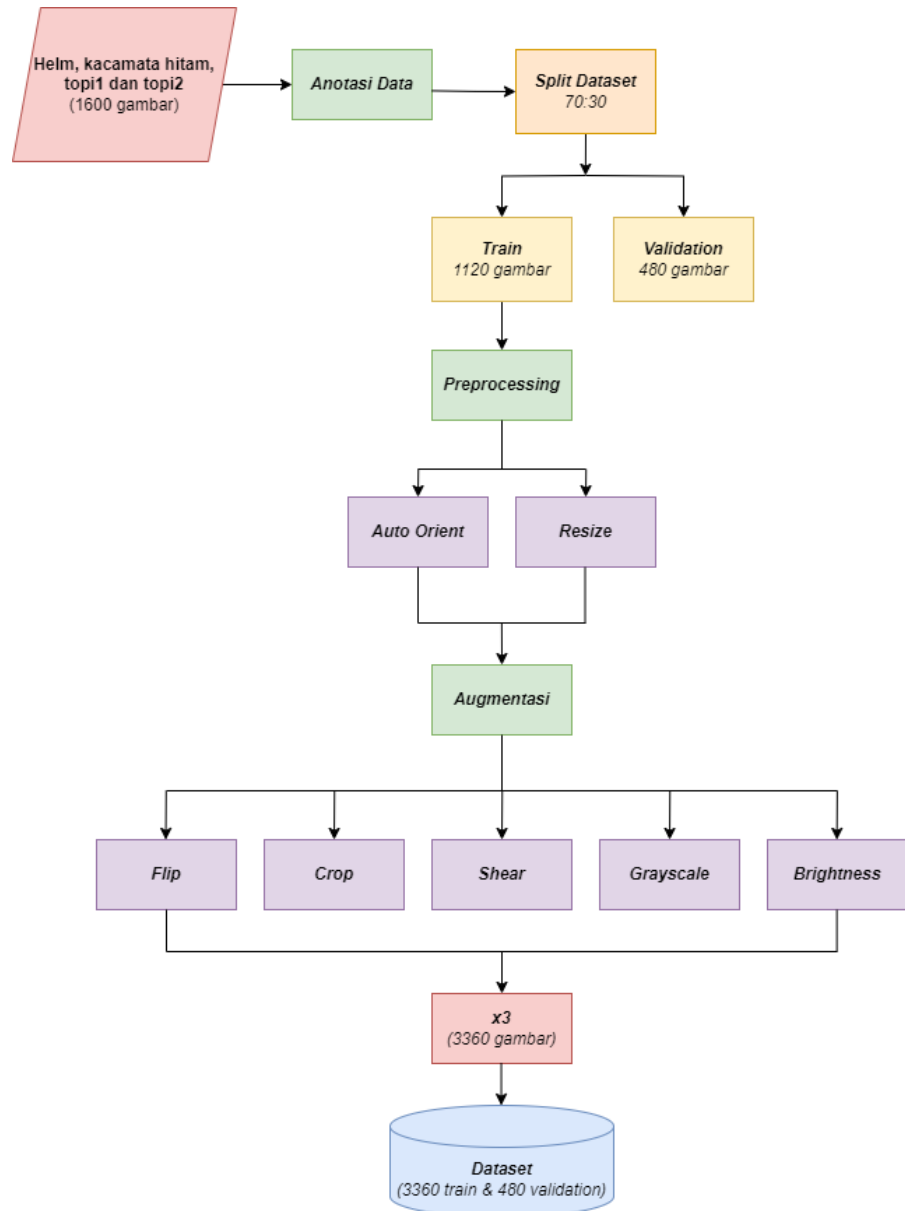 Helm, kacamata hitam,
topi1 dan topi2
(1600 gambar)
Anotasi Data
Split Dataset
70:30
Train
1120 gambar
Validation
480 gambar
Preprocessing
Auto Orient
Resize
Augmentasi
Flip
Crop
Shear
Grayscale
Brightness
x3
(3360 gambar)
Dataset
(3360 train & 480 validation)